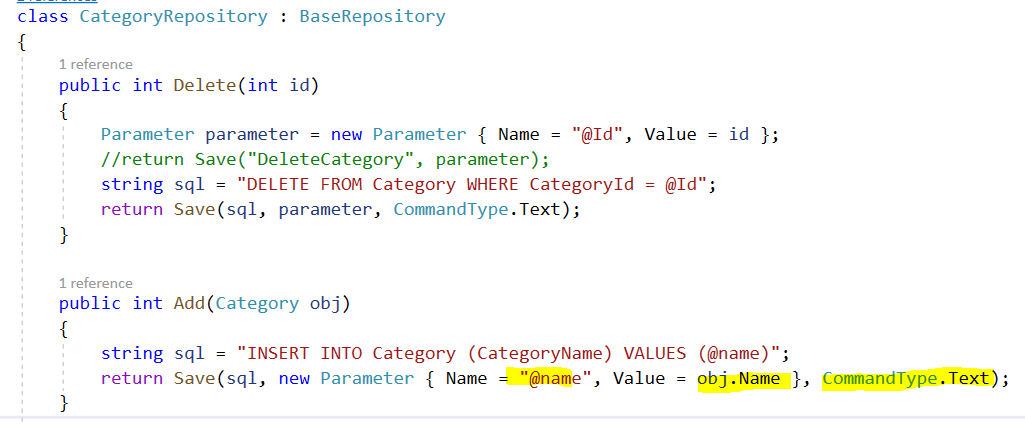 class CategoryRepository : BaseRepository
{
1 reference
public int Delete(int id)
{
Parameter parameter = new Parameter { Name = "@Id", Value = id };
//return Save("DeleteCategory", parameter);
string sql = "DELETE FROM Category WHERE CategoryId = @Id";
return Save(sql, parameter, CommandType.Text);
}
1 reference
public int Add(Category obj)
{
string sql = "INSERT INTO Category (CategoryName) VALUES (@name)";
return Save(sql, new Parameter { Name = "@name", Value = obj.Name }, CommandType.Text);
}